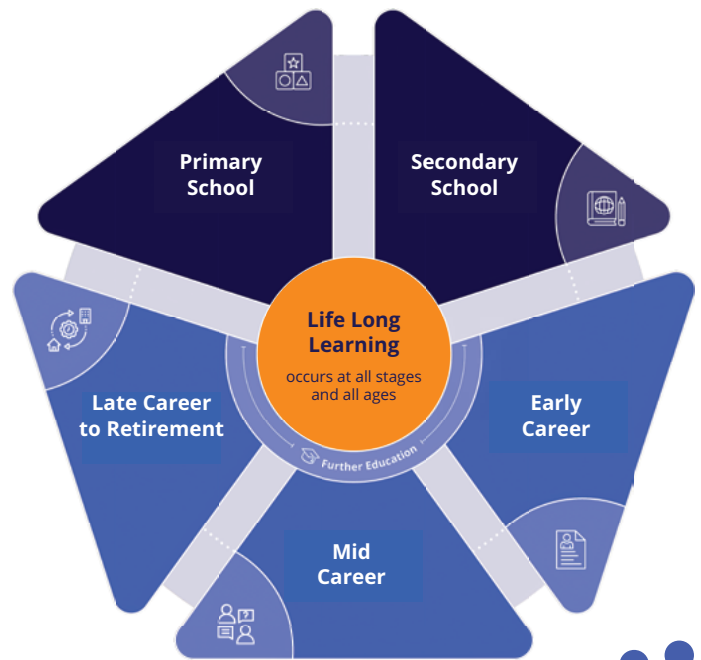 Primary
School
Secondary
School
Life Long
Learning
occurs at all stages
and all ages
Late Career
to Retirement
Early
Career
Further Education
Mid
Career
?